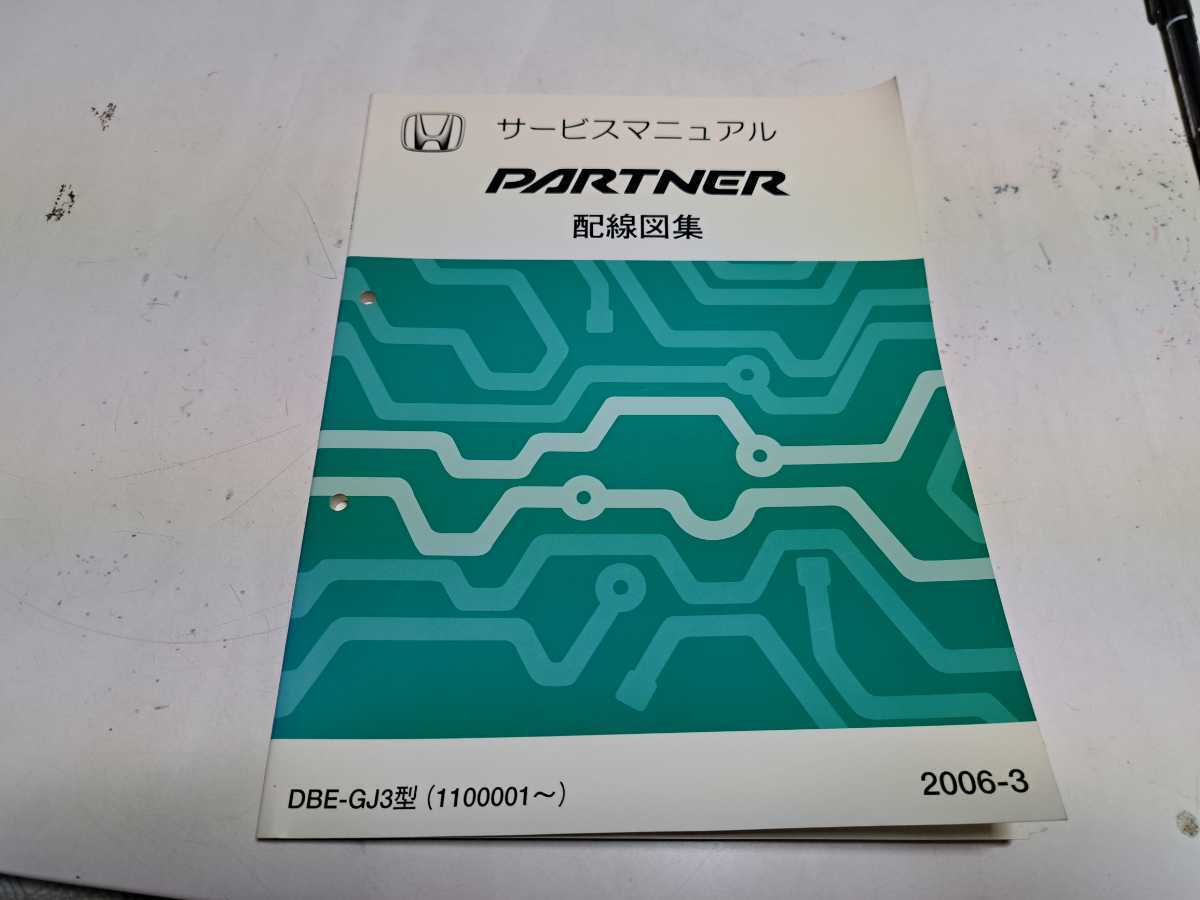 サービスマニュアル
PARTNER
配線図集
DBE-GJ3型 (1100001〜)
2006-3